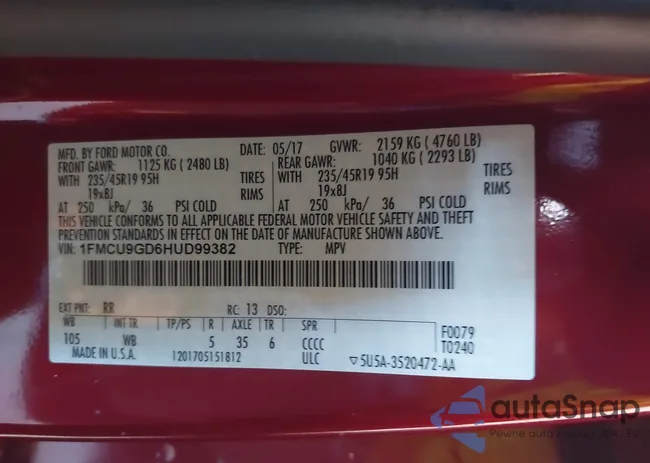 MFD. BY FORD MOTOR CO. DATE: 05/17 GVWR: 2159 KG ( 4760 LB)
FRONT GAWR: 1125 KG ( 2480 LB) REAR GAWR: 1040 KG ( 2293 LB)
WITH 235/45R19 95H TIRES WITH 235/45R19 95H TIRES
19x8J RIMS 19x8J RIMS
AT 250 kPa/ 36 PSI COLD AT 250 kPa/ 36 PSI COLD
THIS VEHICLE CONFORMS TO ALL APPLICABLE FEDERAL MOTOR VEHICLE SAFETY AND THEFT
PREVENTION STANDARDS IN EFFECT ON THE DATE OF MANUFACTURE SHOWN ABOVE.
VIN: 1FMCU9GD6HUD99382 TYPE: MPV
EXT PNT: RR RC: 13 DSO:
WB INT TR TP/PS R AXLE TR SPR F0079
105 WB 5 35 6 CCCC T0240
MADE IN U.S.A. 1201705151812 ULC ▽5U5A-3520472-AA
autoSnap